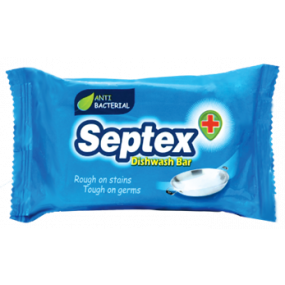 ANTI
BACTERIAL
Septex
Dishwash Bar
Rough on stains
Tough on germs